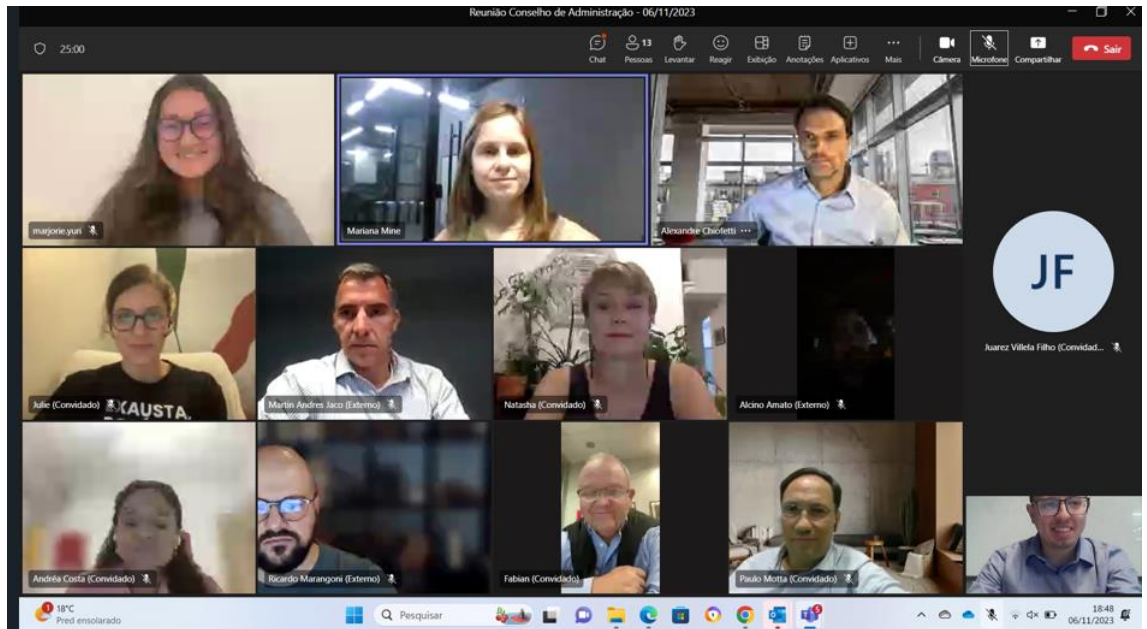 Reunião Conselho de Administração - 06/11/2023
25:00
Chat
13
Pessoas
Levantar
Reagir
Exibição
Anotações
Aplicativos
Mais
Câmera
Microfone
Compartilhar
Sair
marjorie.yuri
Mariana Mine
Alexandre Chiofetti
JF
Juarez Villela Filho (Convidad...
Julie (Convidado)
EXAUSTA.
Martin Andres Jaco (Externo)
Natasha (Convidado)
Alcino Amato (Externo)
Andréa Costa (Convidado)
Ricardo Marangoni (Externo)
Fabian (Convidado)
Paulo Motta (Convidado)
1
18°C
Pred ensolarado
Pesquisar
5
18:48
06/11/2023